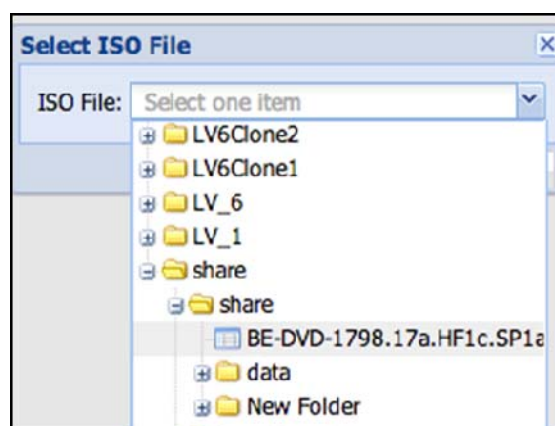 Select ISO File
ISO File: Select one item
LV6Clone2
LV6Clone1
LV_6
LV_1
share
share
BE-DVD-1798.17a.HF1c.SP1a
data
New Folder